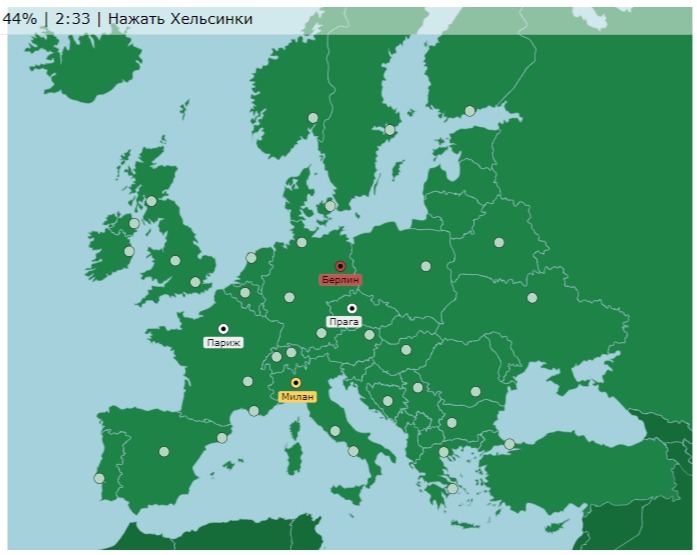 44% | 2:33 | Нажать Хельсинки
Берлин
Прага
Париж
Милан